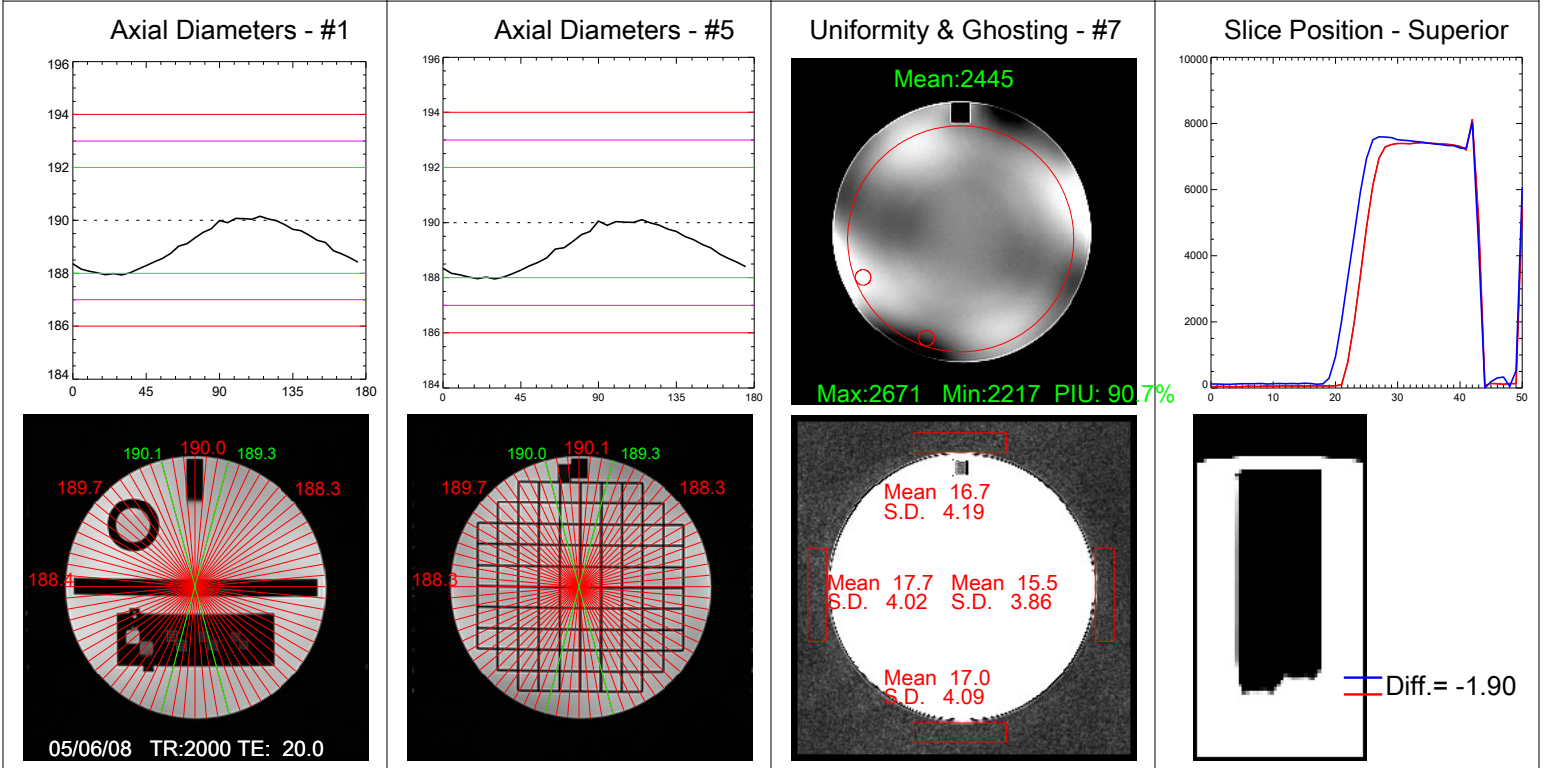 Axial Diameters - #1
196
194
192
190
188
186
184
0 45 90 135 180
190.1 190.0 189.3
189.7 188.3
188.4
05/06/08 TR:2000 TE: 20.0
Axial Diameters - #5
196
194
192
190
188
186
184
0 45 90 135 180
190.0 190.1 189.3
189.7 188.3
188.3
Uniformity & Ghosting - #7
Mean:2445
Max:2671 Min:2217 PIU: 90.7%
Mean 16.7
S.D. 4.19
Mean 17.7 Mean 15.5
S.D. 4.02 S.D. 3.86
Mean 17.0
S.D. 4.09
Slice Position - Superior
10000
8000
6000
4000
2000
0
0 10 20 30 40 50
Diff.= -1.90